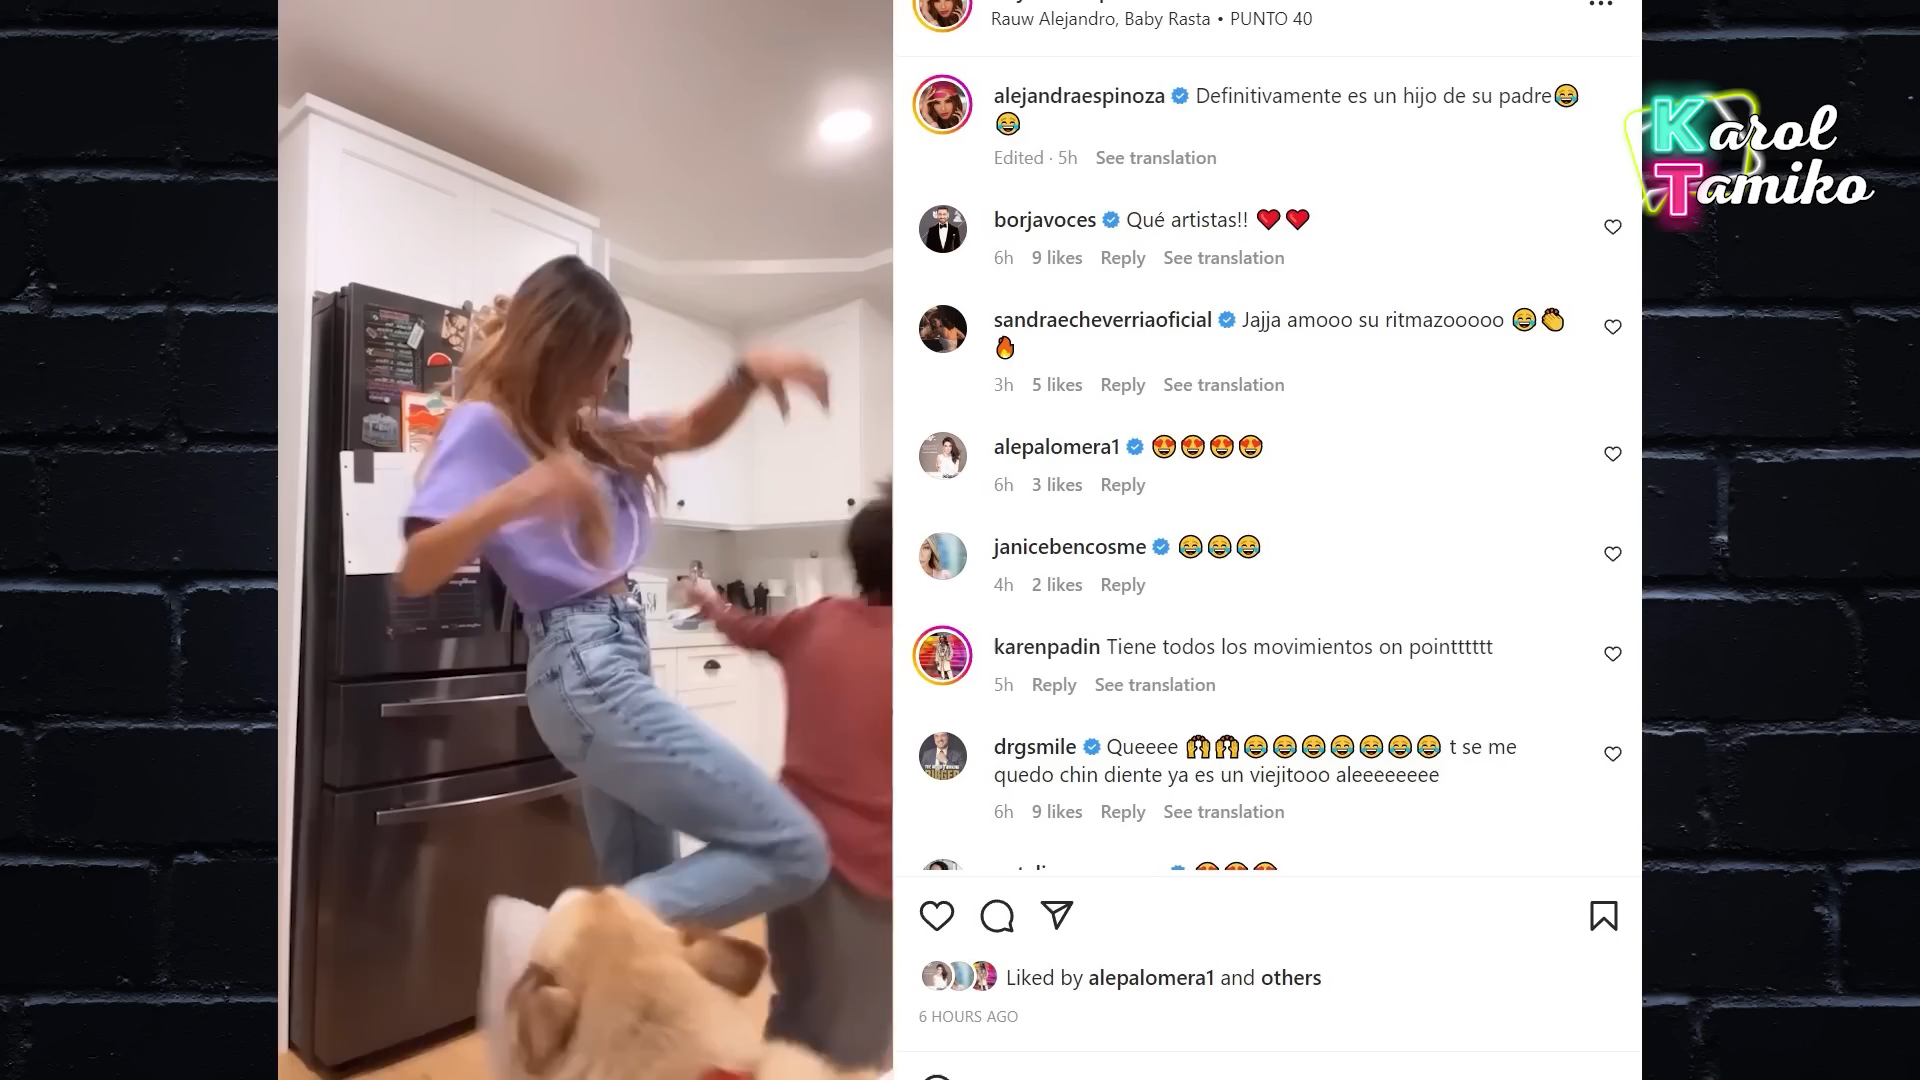 Rauw Alejandro, Baby Rasta • PUNTO 40
alejandraespinoza Definitivamente es un hijo de su padre😂
😂
Edited · 5h See translation
borjavoces Qué artistas!! ❤️❤️
6h 9 likes Reply See translation
sandraecheverriaoficial Jajja amooo su ritmazooooo 😂👏
🔥
3h 5 likes Reply See translation
alepalomera1 😍😍😍😍
6h 3 likes Reply
janicebencosme 😂😂😂
4h 2 likes Reply
karenpadin Tiene todos los movimientos on pointttttt
5h Reply See translation
drgsmile Queeee 🙌🙌😂😂😂😂😂😂😂 t se me
quedo chin diente ya es un viejitooo aleeeeeeee
6h 9 likes Reply See translation
Liked by alepalomera1 and others
6 HOURS AGO
Karol
Tamiko